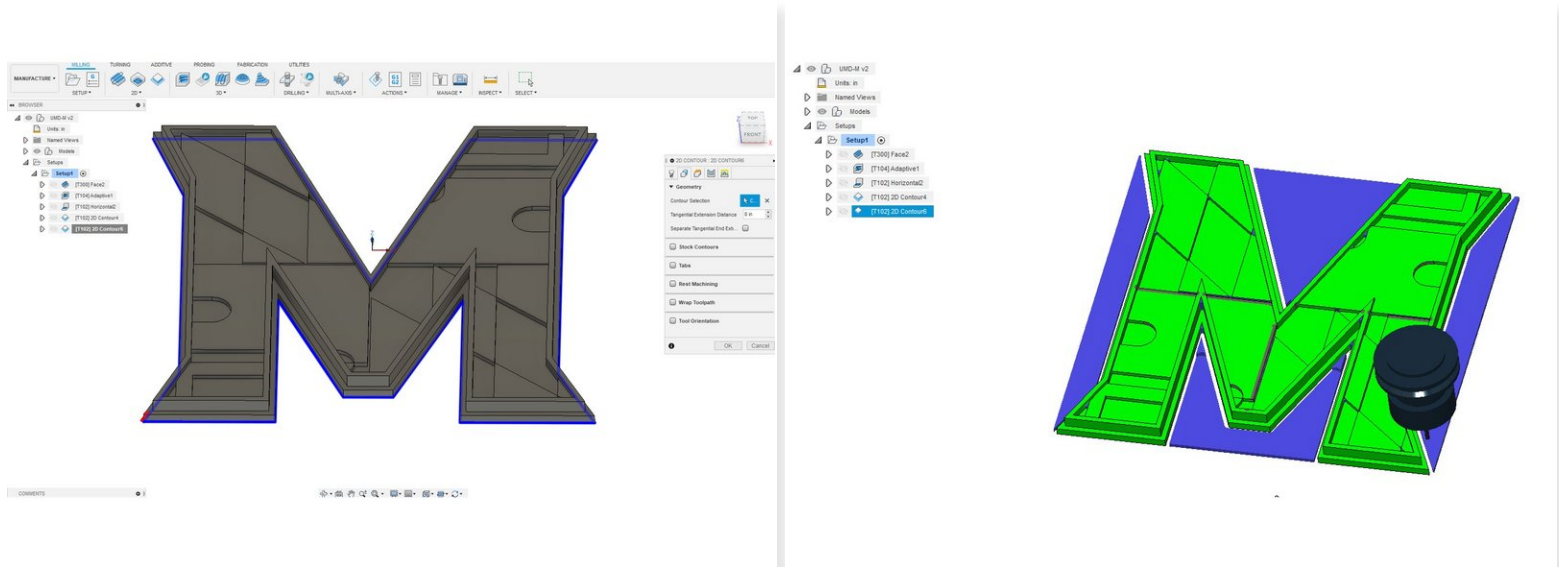 MILLING TURNING ADDITIVE PROBING FABRICATION UTILITIES
MANUFACTURE
SETUP 2D 3D DRILLING MULTI-AXIS ACTIONS MANAGE INSPECT SELECT
G1
G2
BROWSER
UMD-M v2
Units: in
Named Views
Models
Setups
Setup1
[T300] Face2
[T104] Adaptive1
[T102] Horizontal2
[T102] 2D Contour4
[T102] 2D Contour6
Z
TOP
FRONT
Z
X
2D CONTOUR : 2D CONTOUR6
Geometry
Contour Selection
Tangential Extension Distance 0 in
Separate Tangential End Ext...
Stock Contours
Tabs
Rest Machining
Wrap Toolpath
Tool Orientation
OK Cancel
COMMENTS
UMD-M v2
Units: in
Named Views
Models
Setups
Setup1
[T300] Face2
[T104] Adaptive1
[T102] Horizontal2
[T102] 2D Contour4
[T102] 2D Contour6